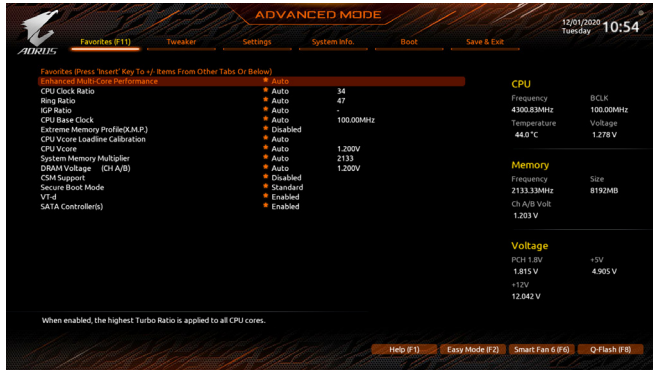 ADVANCED MODE
12/01/2020 Tuesday 10:54
AORUS
Favorites (F11) Tweaker Settings System Info. Boot Save & Exit
Favorites (Press 'Insert' Key To +/- Items From Other Tabs Or Below)
Enhanced Multi-Core Performance Auto
CPU Clock Ratio Auto 34
Ring Ratio Auto 47
IGP Ratio Auto -
CPU Base Clock Auto 100.00MHz
Extreme Memory Profile(X.M.P.) Disabled
CPU Vcore Loadline Calibration Auto
CPU Vcore Auto 1.200V
System Memory Multiplier Auto 2133
DRAM Voltage (CH A/B) Auto 1.200V
CSM Support Disabled
Secure Boot Mode Standard
VT-d Enabled
SATA Controller(s) Enabled
CPU
Frequency BCLK
4300.83MHz 100.00MHz
Temperature Voltage
44.0 °C 1.278 V
Memory
Frequency Size
2133.33MHz 8192MB
Ch A/B Volt
1.203 V
Voltage
PCH 1.8V +5V
1.815 V 4.905 V
+12V
12.042 V
When enabled, the highest Turbo Ratio is applied to all CPU cores.
Help (F1) Easy Mode (F2) Smart Fan 6 (F6) Q-Flash (F8)